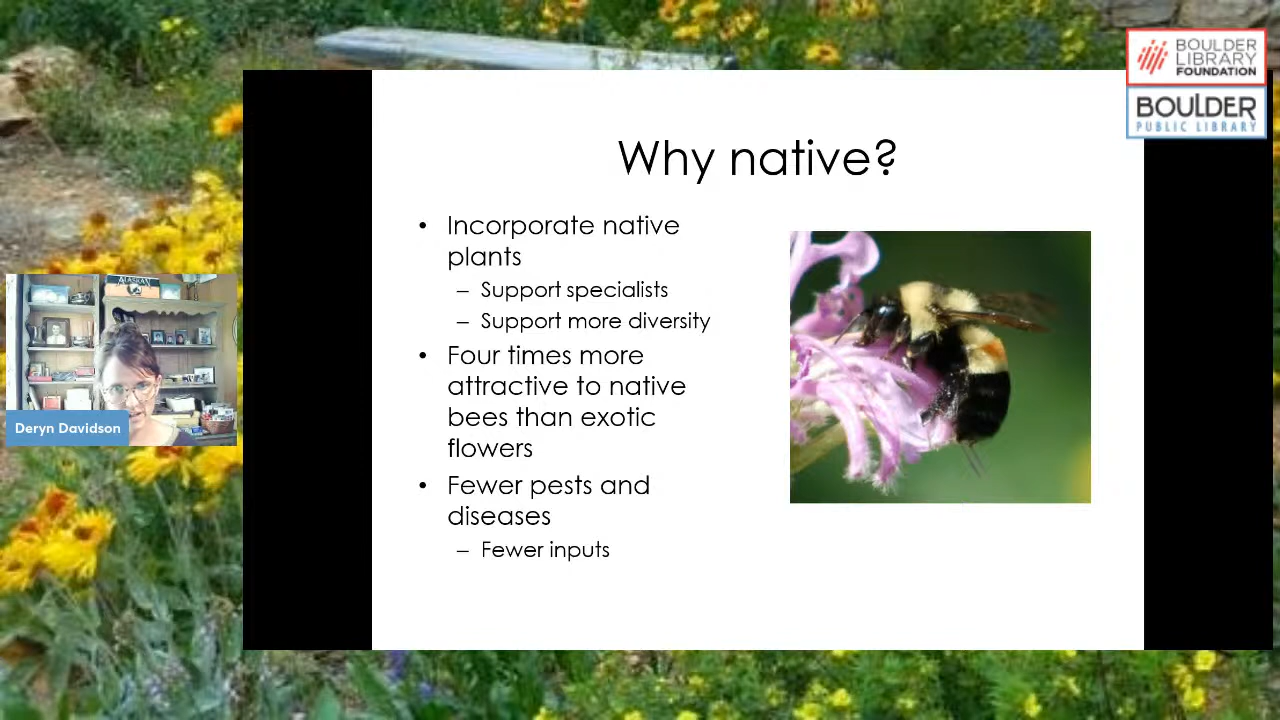 BOULDER
LIBRARY
FOUNDATION
BOULDER
PUBLIC LIBRARY
Why native?
• Incorporate native
plants
– Support specialists
– Support more diversity
• Four times more
attractive to native
bees than exotic
flowers
• Fewer pests and
diseases
– Fewer inputs
ALASKAN
Deryn Davidson